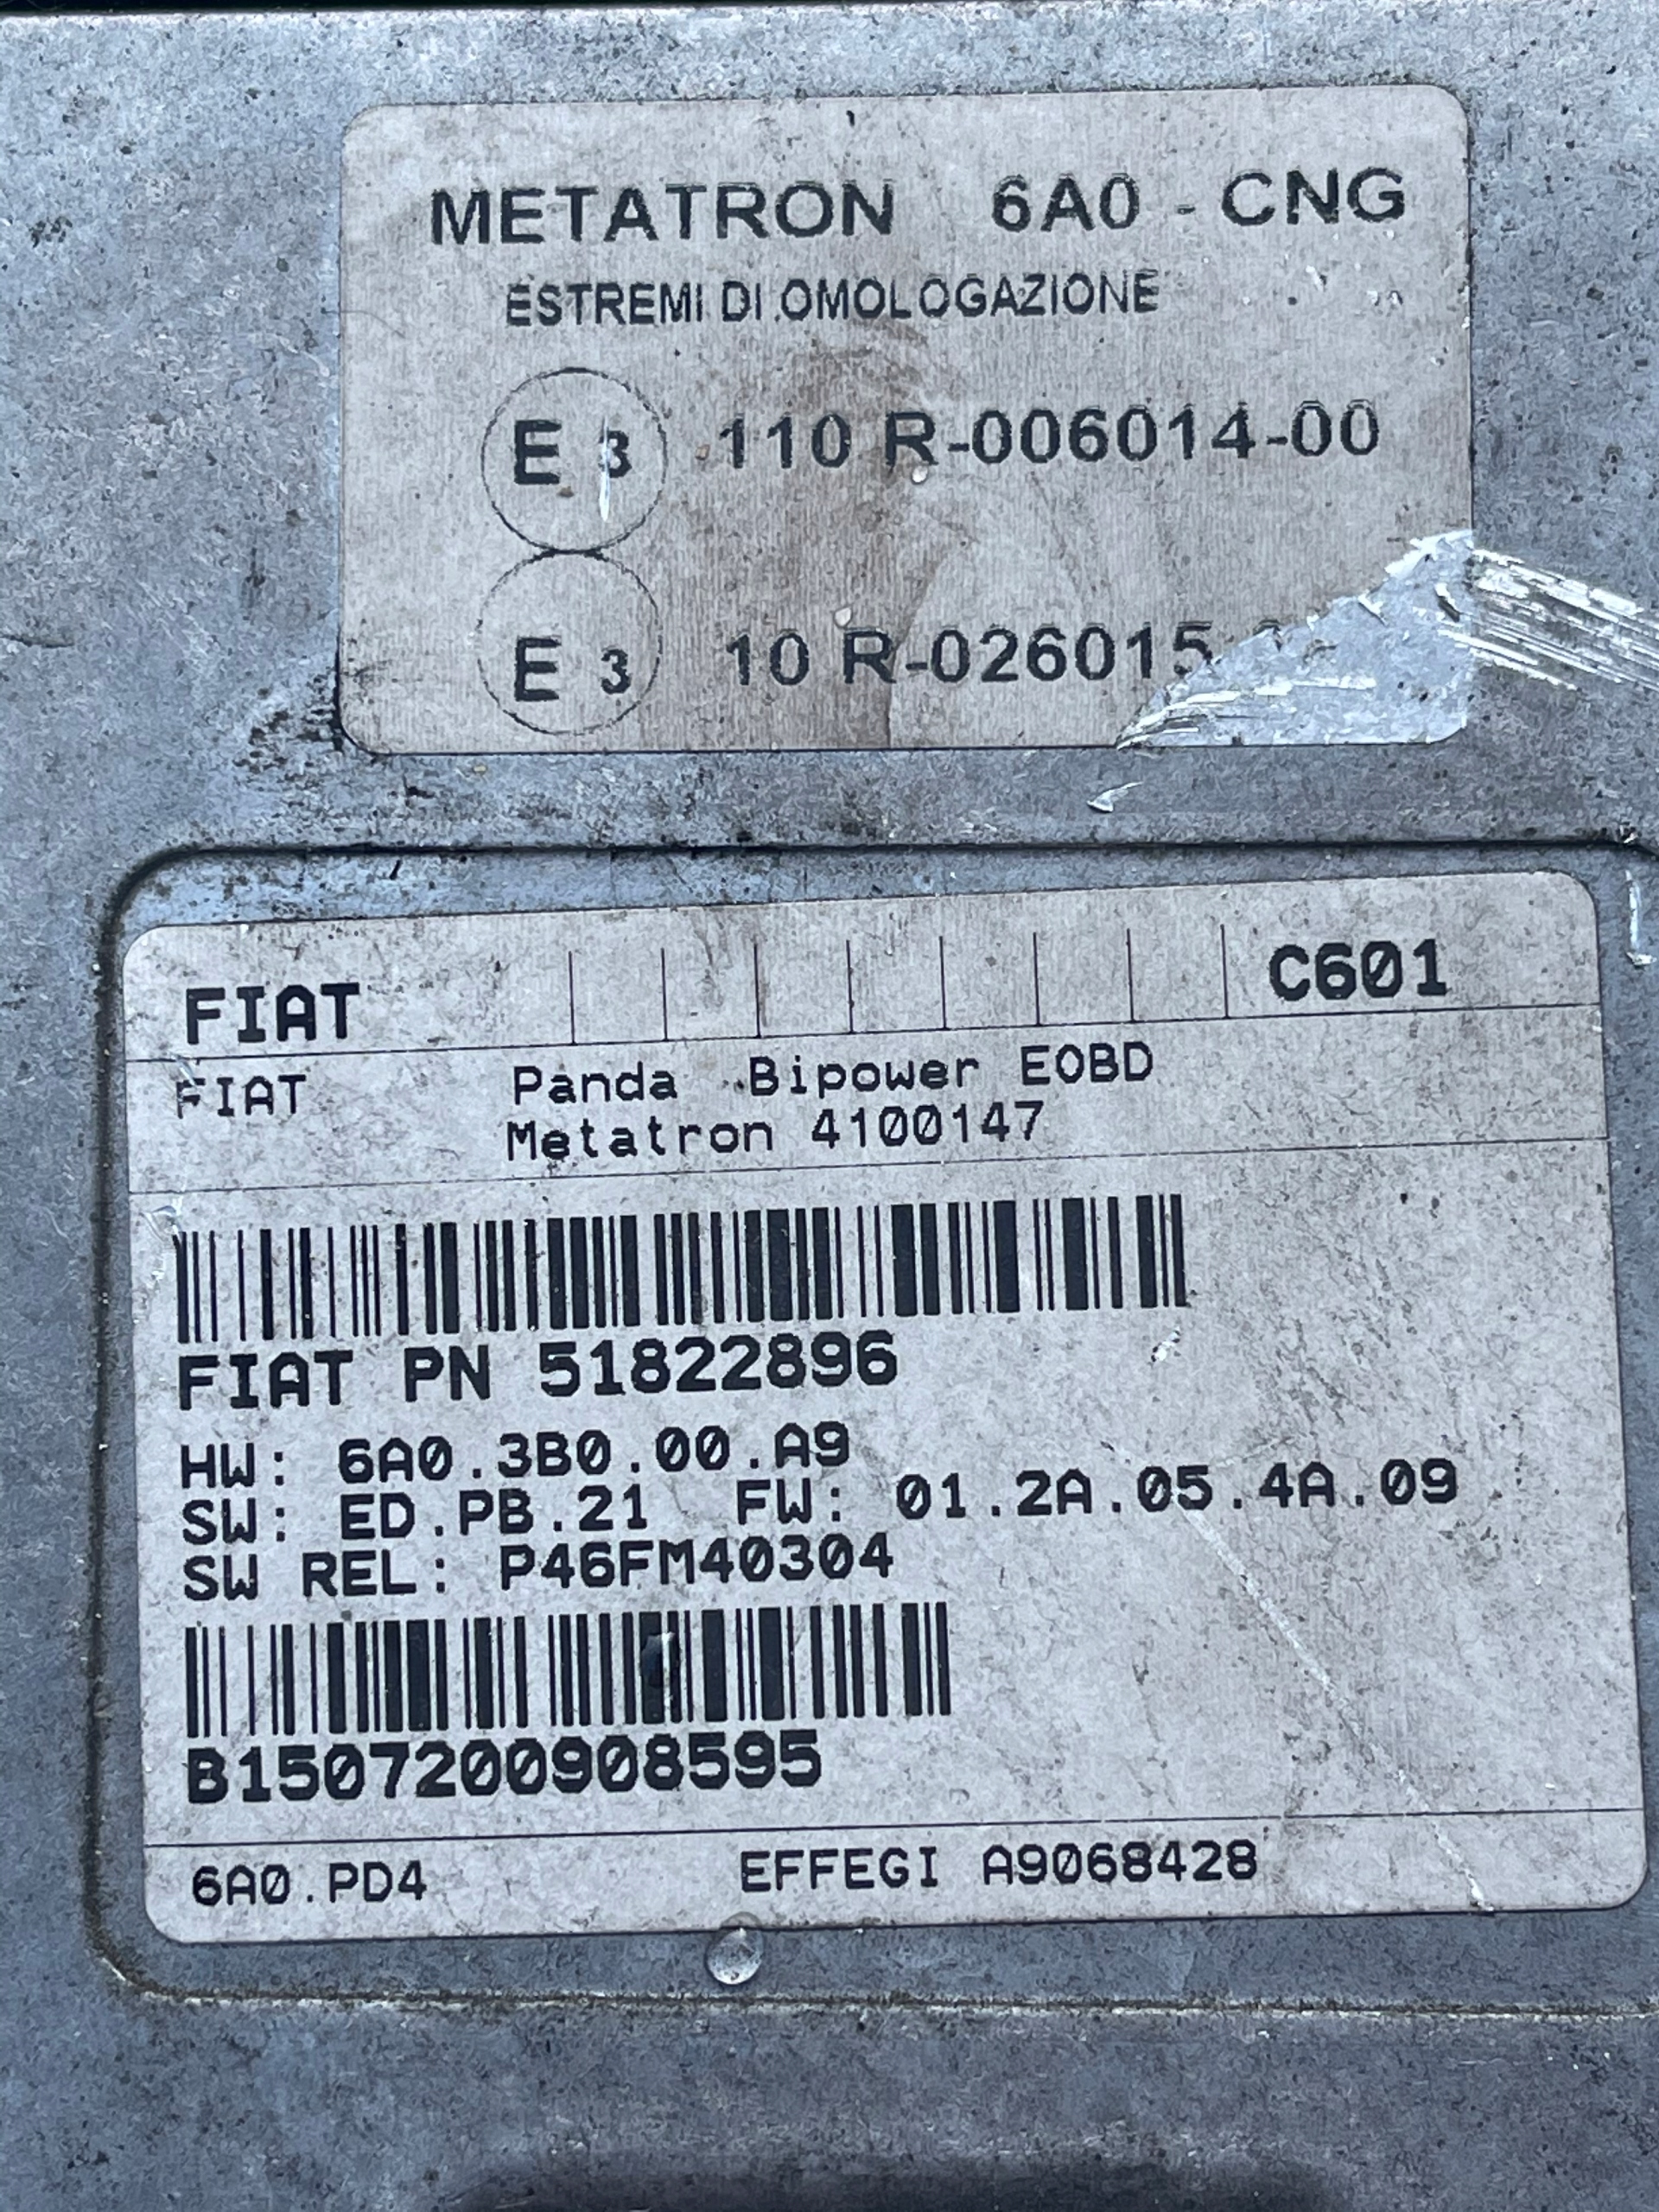 METATRON 6A0 - CNG
ESTREMI DI OMOLOGAZIONE
E 3 110 R-006014-00
E 3 10 R-026015
FIAT C601
FIAT Panda Bipower EOBD
Metatron 4100147
FIAT PN 51822896
HW: 6A0.3B0.00.A9
SW: ED.PB.21 FW: 01.2A.05.4A.09
SW REL: P46FM40304
B1507200908595
6A0.PD4 EFFEGI A9068428